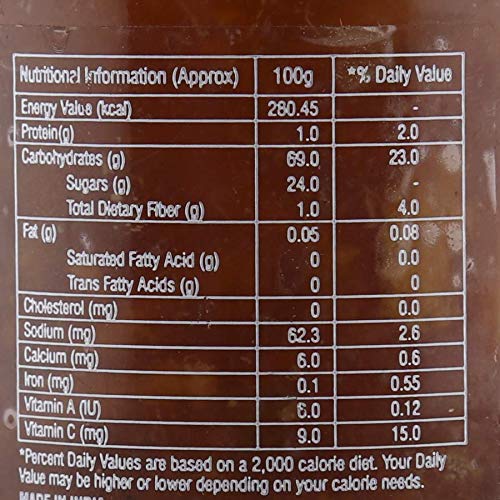 Nutritional Information (Approx) 100g *% Daily Value
Energy Value (kcal) 280.45 -
Protein(g) 1.0 2.0
Carbohydrates (g) 69.0 23.0
Sugars (g) 24.0 -
Total Dietary Fiber (g) 1.0 4.0
Fat (g) 0.05 0.08
Saturated Fatty Acid (g) 0 0.0
Trans Fatty Acids (g) 0 0
Cholesterol (mg) 0 0.0
Sodium (mg) 62.3 2.6
Calcium (mg) 6.0 0.6
Iron (mg) 0.1 0.55
Vitamin A (IU) 6.0 0.12
Vitamin C (mg) 9.0 15.0
*Percent Daily Values are based on a 2,000 calorie diet. Your Daily
Value may be higher or lower depending on your calorie needs.
MADE IN INDIA